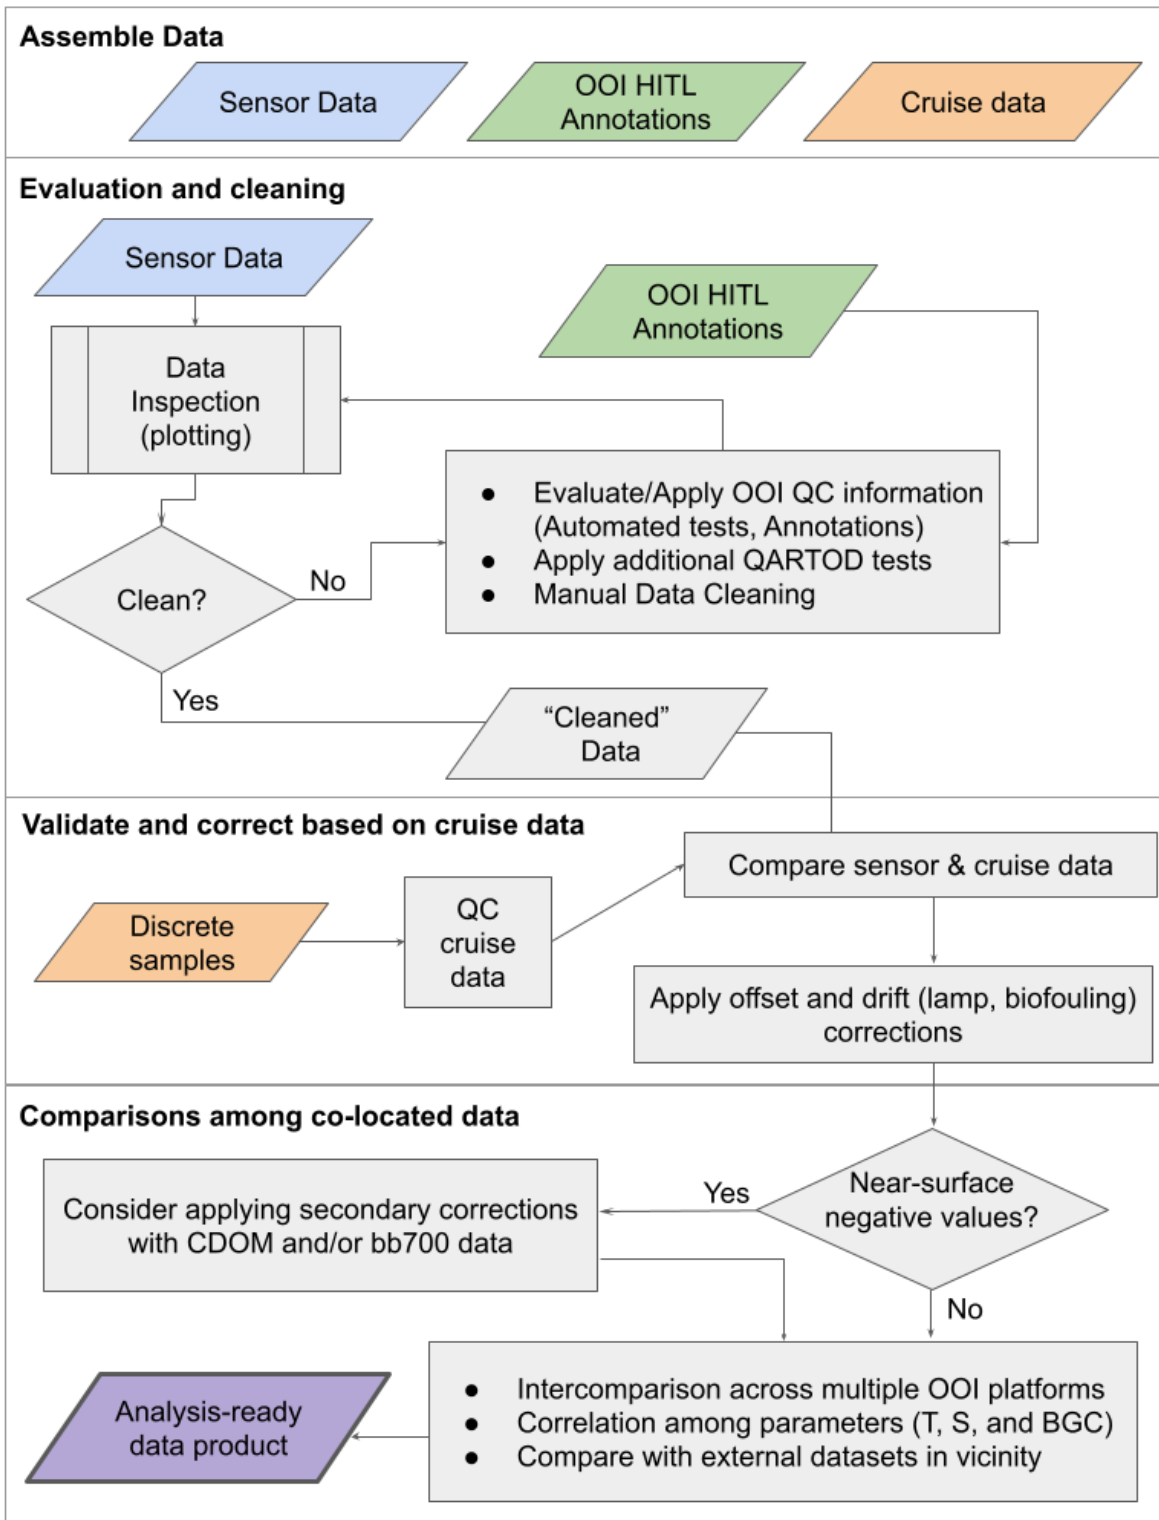 Assemble Data
Sensor Data
OOI HITL
Annotations
Cruise data
Evaluation and cleaning
Sensor Data
OOI HITL
Annotations
Data
Inspection
(plotting)
● Evaluate/Apply OOI QC information
(Automated tests, Annotations)
● Apply additional QARTOD tests
● Manual Data Cleaning
Clean?
No
Yes
“Cleaned”
Data
Validate and correct based on cruise data
Compare sensor & cruise data
Discrete
samples
QC
cruise
data
Apply offset and drift (lamp, biofouling)
corrections
Comparisons among co-located data
Near-surface
negative values?
Yes
Consider applying secondary corrections
with CDOM and/or bb700 data
No
● Intercomparison across multiple OOI platforms
● Correlation among parameters (T, S, and BGC)
● Compare with external datasets in vicinity
Analysis-ready
data product